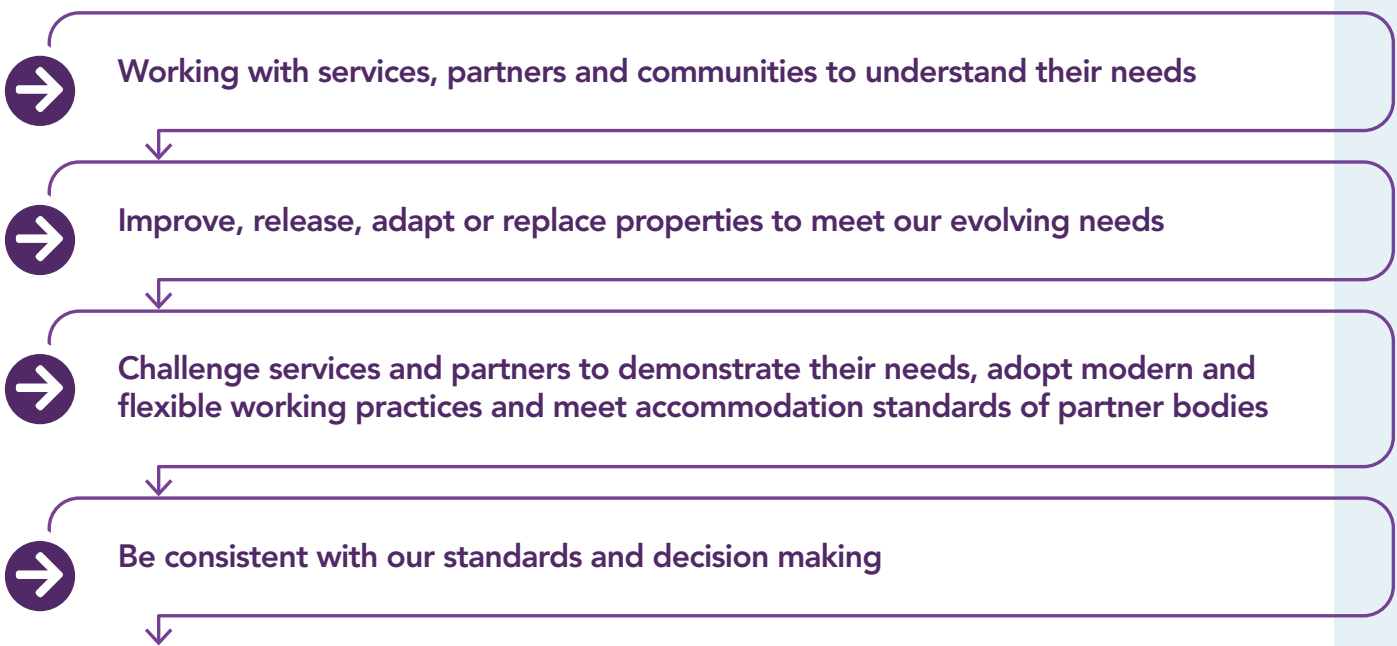 Working with services, partners and communities to understand their needs
Improve, release, adapt or replace properties to meet our evolving needs
Challenge services and partners to demonstrate their needs, adopt modern and
flexible working practices and meet accommodation standards of partner bodies
Be consistent with our standards and decision making